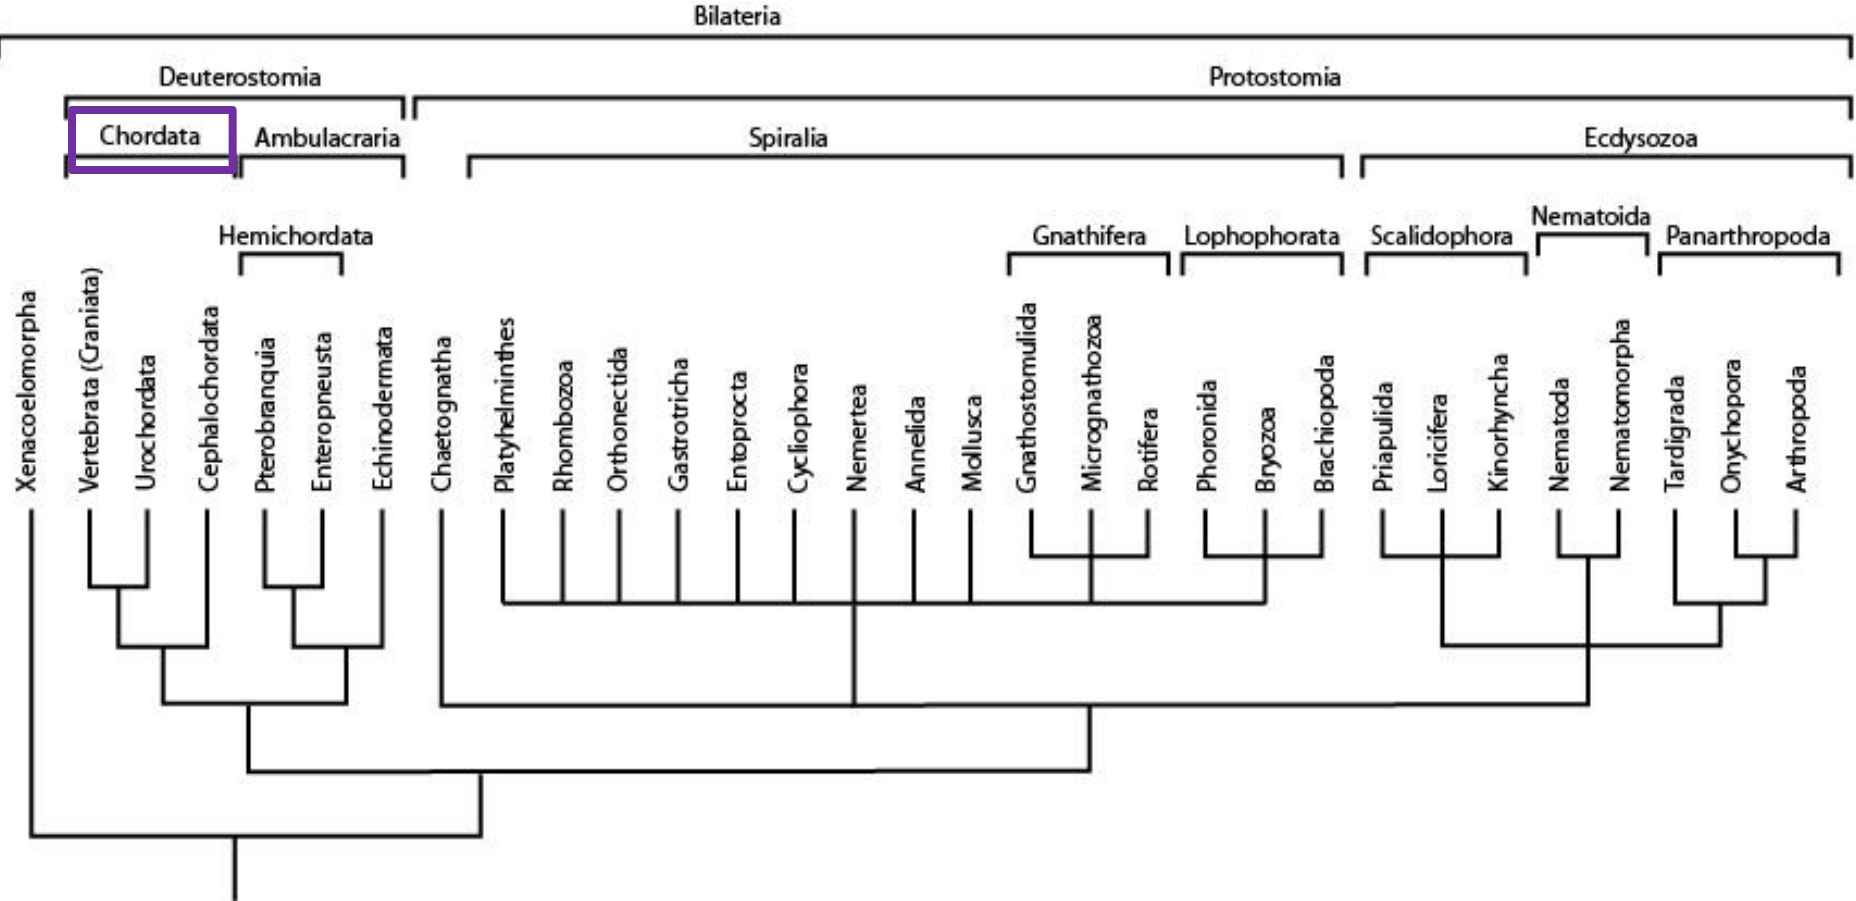 Bilateria
Deuterostomia
Protostomia
Chordata
Ambulacraria
Spiralia
Ecdysozoa
Hemichordata
Gnathifera
Lophophorata
Scalidophora
Nematoida
Panarthropoda
Xenacoelomorpha
Vertebrata (Craniata)
Urochordata
Cephalochordata
Pterobranquia
Enteropneusta
Echinodermata
Chaetognatha
Platyhelminthes
Rhombozoa
Orthonectida
Gastrotricha
Entoprocta
Cycliophora
Nemertea
Annelida
Mollusca
Gnathostomulida
Micrognathozoa
Rotifera
Phoronida
Bryozoa
Brachiopoda
Priapulida
Loricifera
Kinorhyncha
Nematoda
Nematomorpha
Tardigrada
Onychopora
Arthropoda